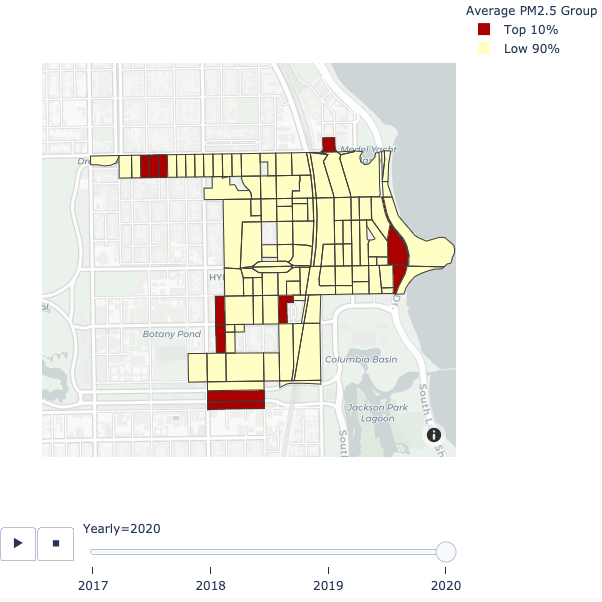 Average PM2.5 Group
Top 10%
Low 90%
Model Yacht
Dr
HY
Botany Pond
Columbia Basin
Jackson Park
Lagoon
South L
Sh
South
Dr.
Yearly=2020
2017
2018
2019
2020